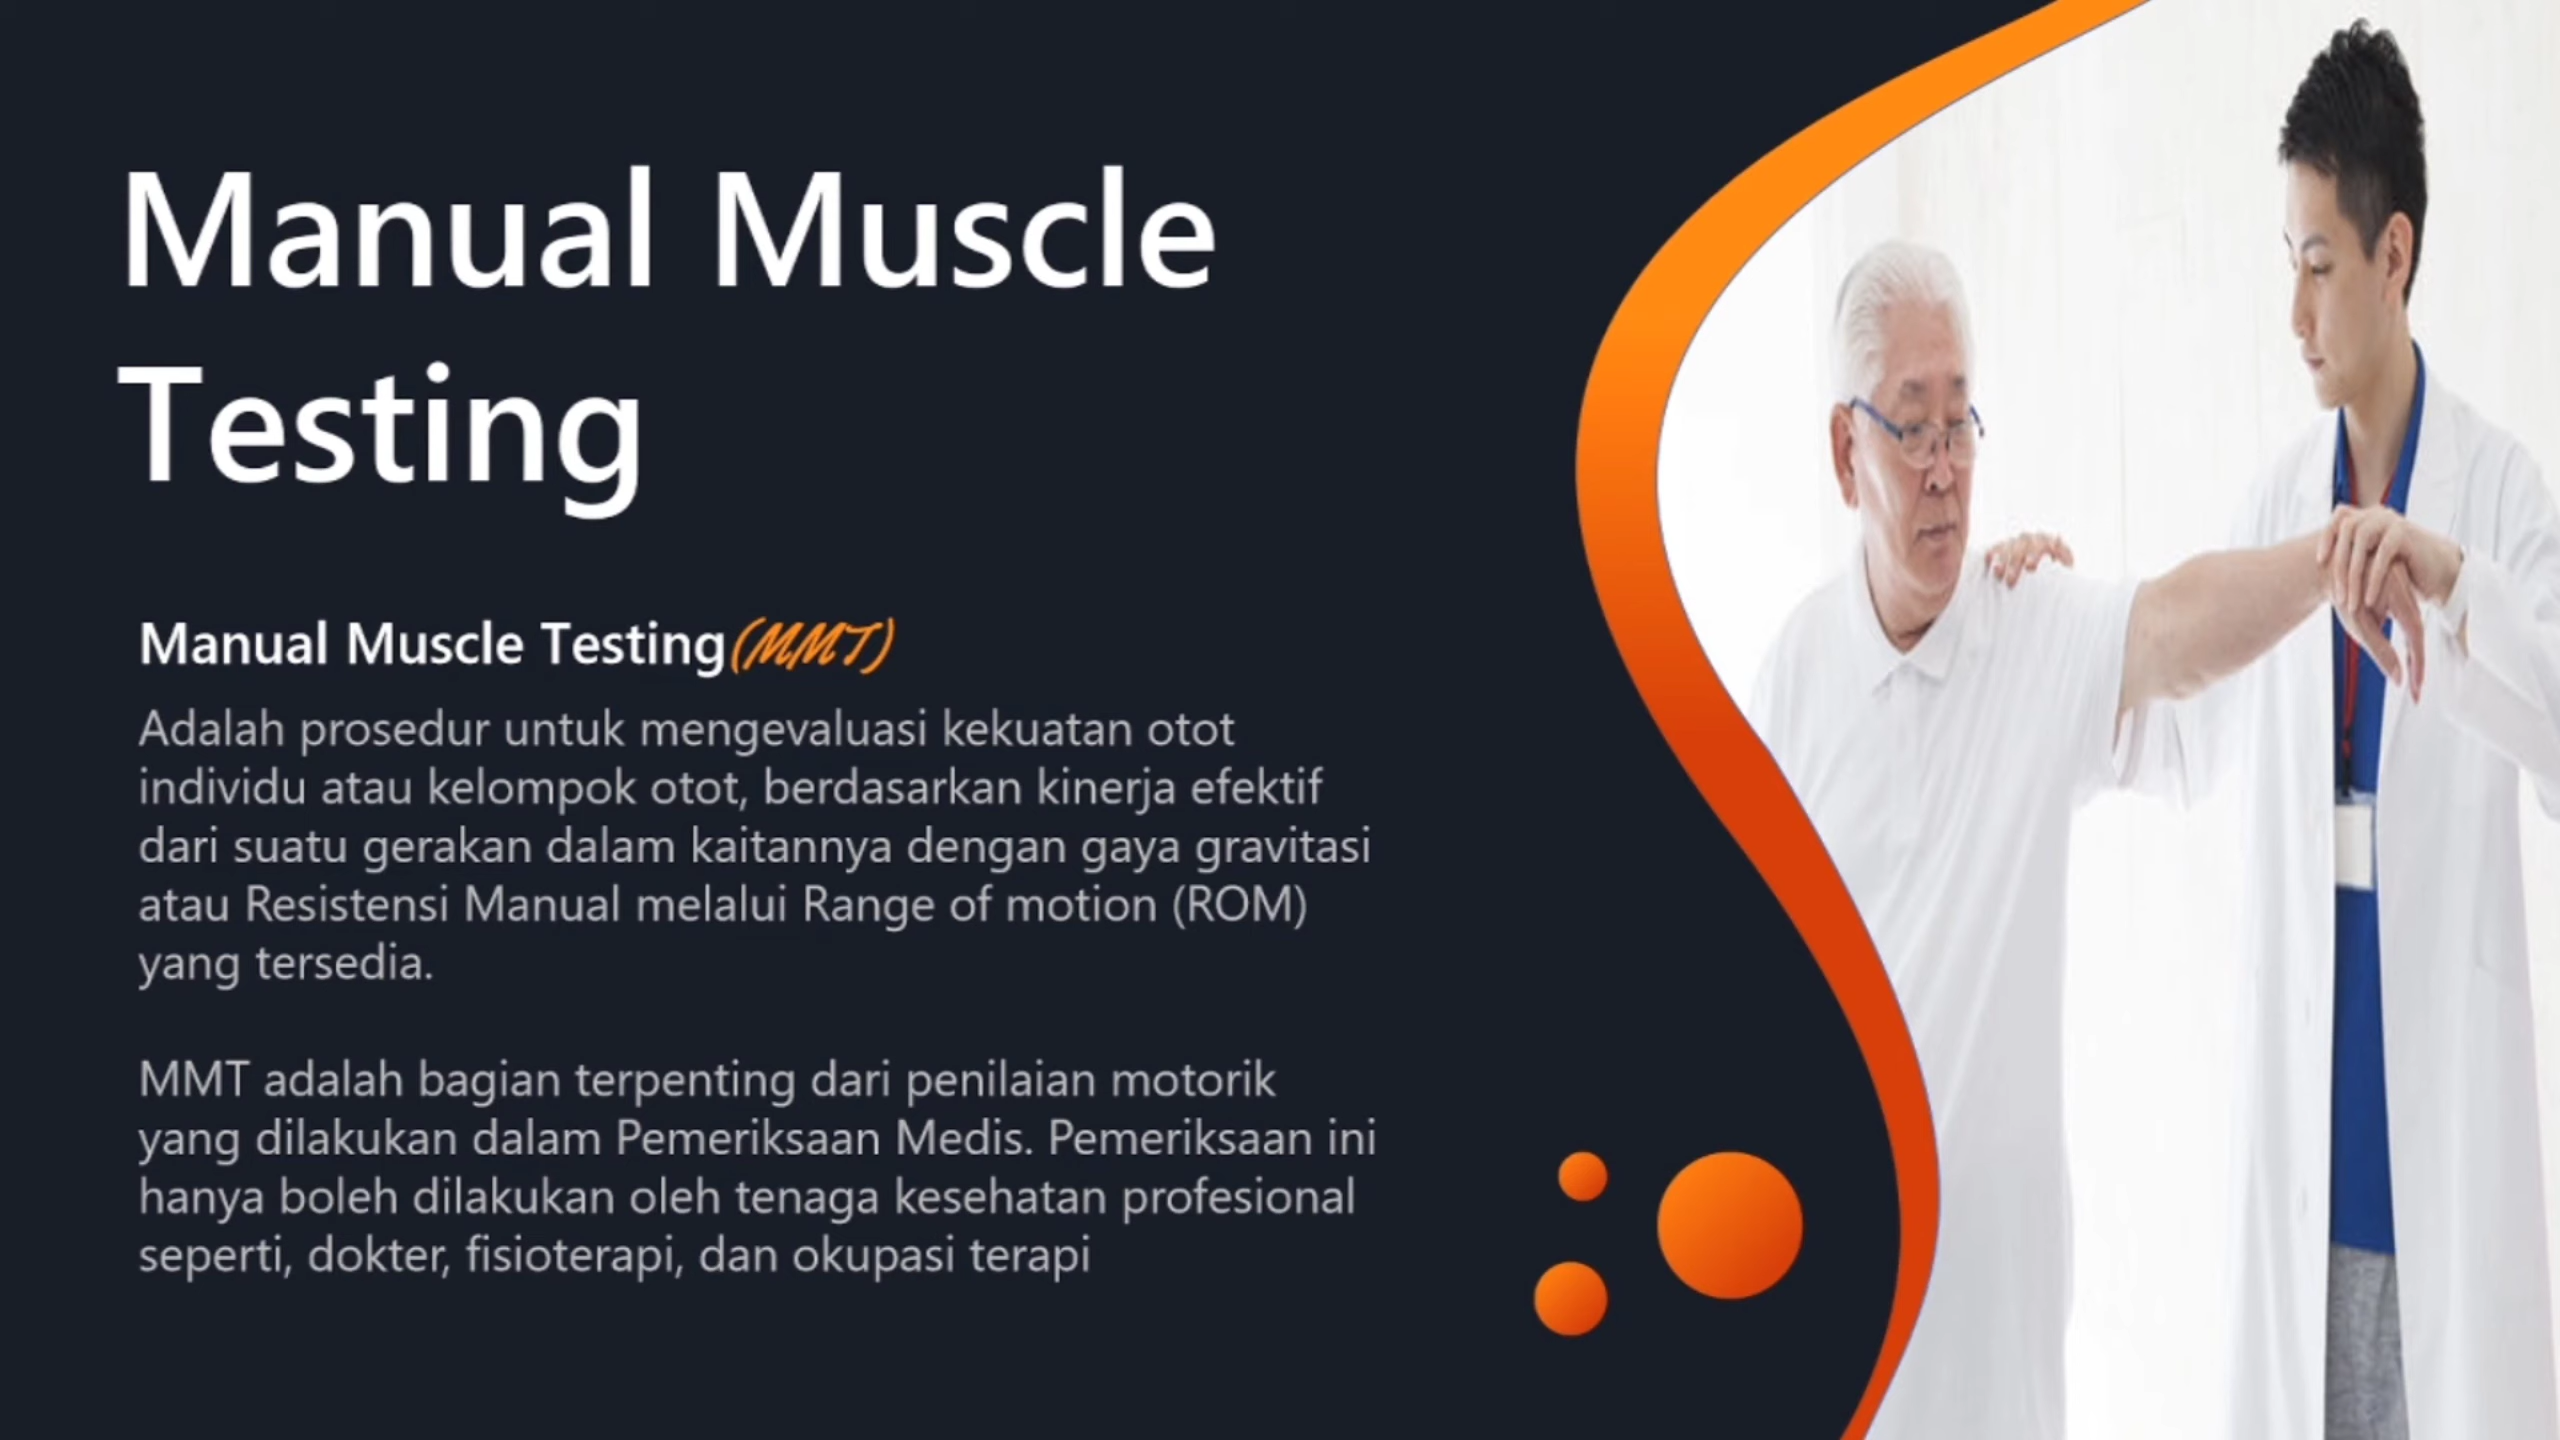 Manual Muscle
Testing
Manual Muscle Testing (MMT)
Adalah prosedur untuk mengevaluasi kekuatan otot
individu atau kelompok otot, berdasarkan kinerja efektif
dari suatu gerakan dalam kaitannya dengan gaya gravitasi
atau Resistensi Manual melalui Range of motion (ROM)
yang tersedia.
MMT adalah bagian terpenting dari penilaian motorik
yang dilakukan dalam Pemeriksaan Medis. Pemeriksaan ini
hanya boleh dilakukan oleh tenaga kesehatan profesional
seperti, dokter, fisioterapi, dan okupasi terapi